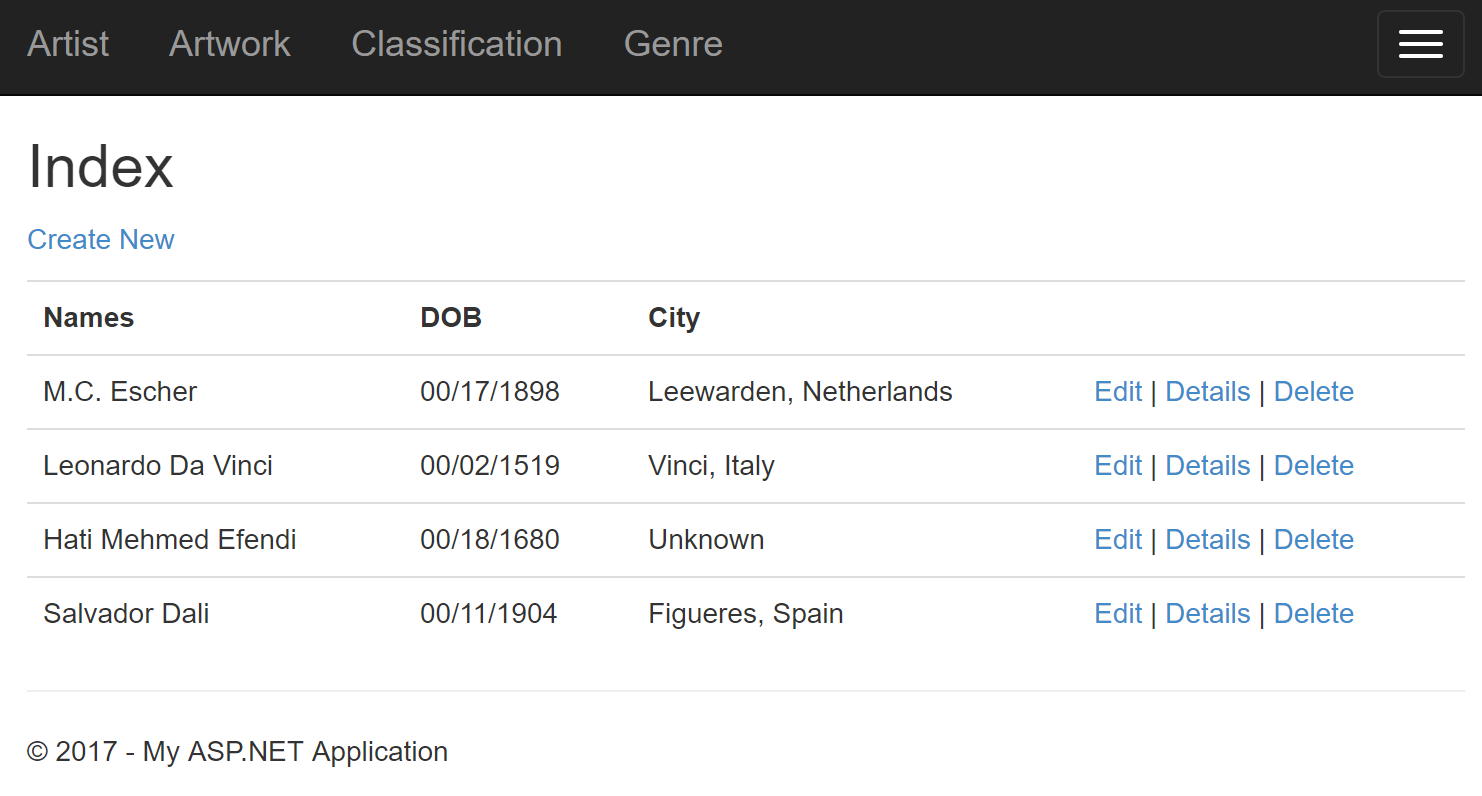 Artist Artwork Classification Genre
Index
Create New
Names DOB City
M.C. Escher 00/17/1898 Leewarden, Netherlands Edit | Details | Delete
Leonardo Da Vinci 00/02/1519 Vinci, Italy Edit | Details | Delete
Hati Mehmed Efendi 00/18/1680 Unknown Edit | Details | Delete
Salvador Dali 00/11/1904 Figueres, Spain Edit | Details | Delete
© 2017 - My ASP.NET Application